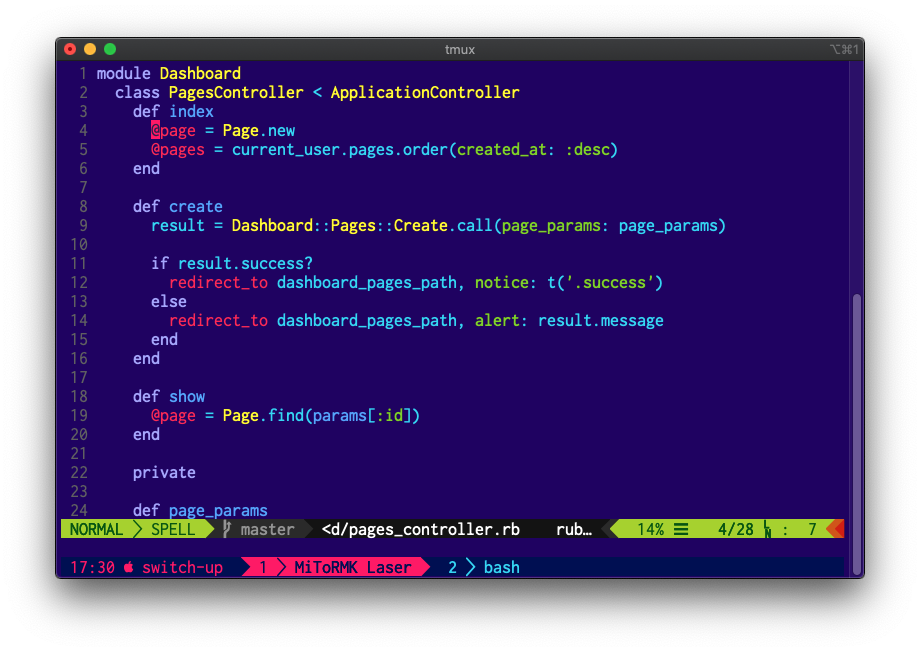 tmux ⌥⌘1
1 module Dashboard
2   class PagesController < ApplicationController
3     def index
4       @page = Page.new
5       @pages = current_user.pages.order(created_at: :desc)
6     end
7
8     def create
9       result = Dashboard::Pages::Create.call(page_params: page_params)
10
11       if result.success?
12         redirect_to dashboard_pages_path, notice: t('.success')
13       else
14         redirect_to dashboard_pages_path, alert: result.message
15       end
16     end
17
18     def show
19       @page = Page.find(params[:id])
20     end
21
22     private
23
24     def page_params
NORMAL SPELL master <d/pages_controller.rb rub… 14% ☰ 4/28 ㏑ : 7
17:30 switch-up 1 MiToRMK Laser 2 bash